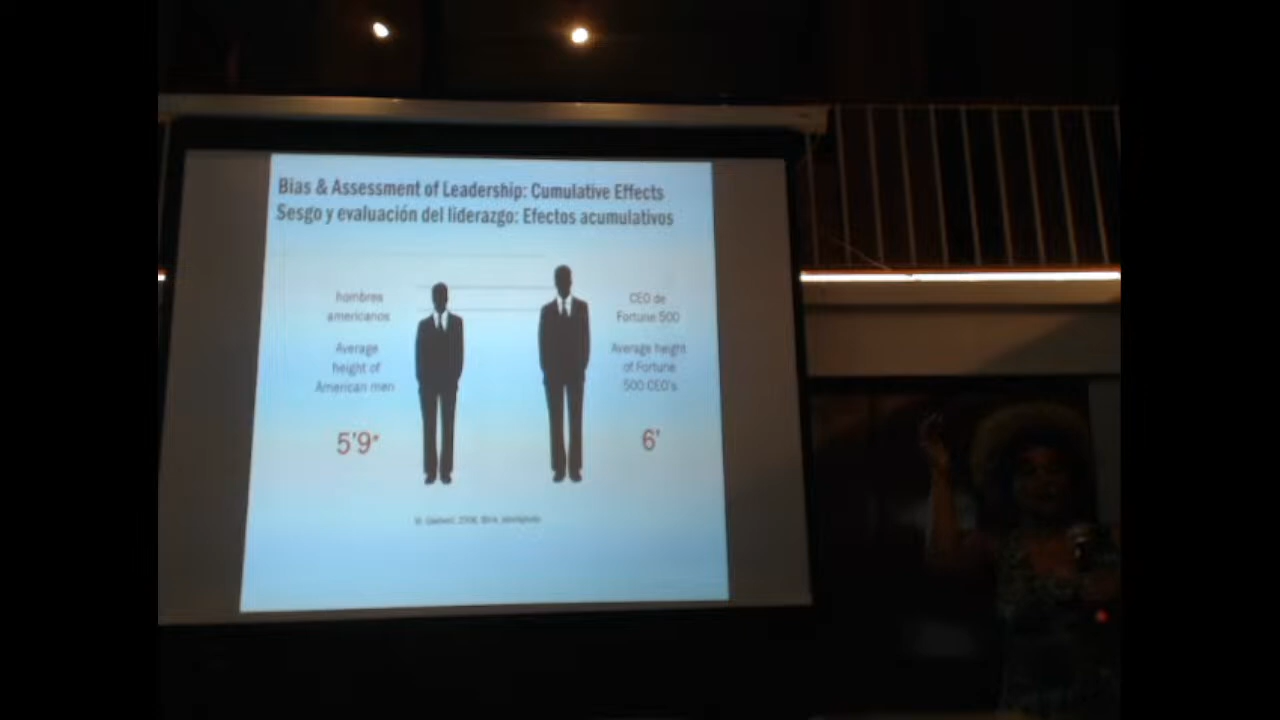 Bias & Assessment of Leadership: Cumulative Effects
Sesgo y evaluación del liderazgo: Efectos acumulativos
hombres
americanos
Average
height of
American men
5'9"
CEO de
Fortune 500
Average height
of Fortune
500 CEO's
6'